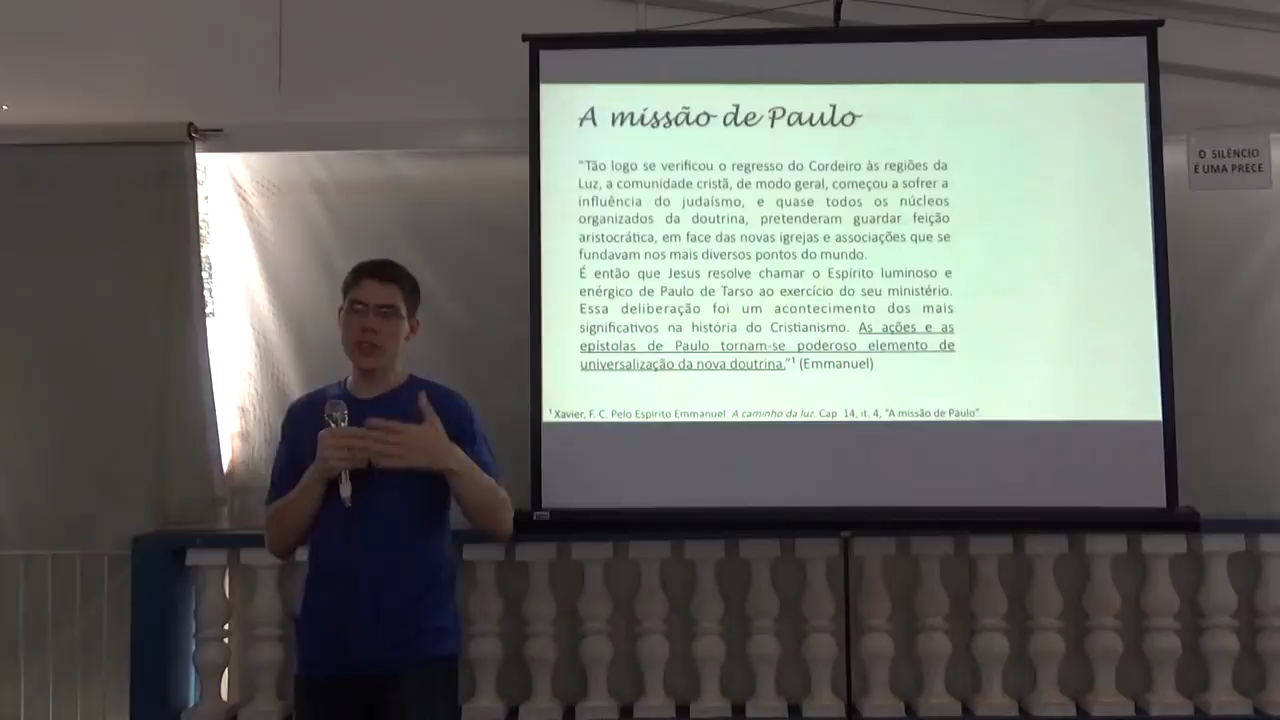 A missão de Paulo
"Tão logo se verificou o regresso do Cordeiro às regiões da
Luz, a comunidade cristã, de modo geral, começou a sofrer a
influência do judaísmo, e quase todos os núcleos
organizados da doutrina, pretenderam guardar feição
aristocrática, em face das novas igrejas e associações que se
fundavam nos mais diversos pontos do mundo.
É então que Jesus resolve chamar o Espírito luminoso e
enérgico de Paulo de Tarso ao exercício do seu ministério.
Essa deliberação foi um acontecimento dos mais
significativos na história do Cristianismo. As ações e as
epístolas de Paulo tornam-se poderoso elemento de
universalização da nova doutrina."¹ (Emmanuel)
¹ Xavier, F. C. Pelo Espírito Emmanuel. A caminho da luz. Cap 14, it. 4, "A missão de Paulo".
O SILÊNCIO
É UMA PRECE